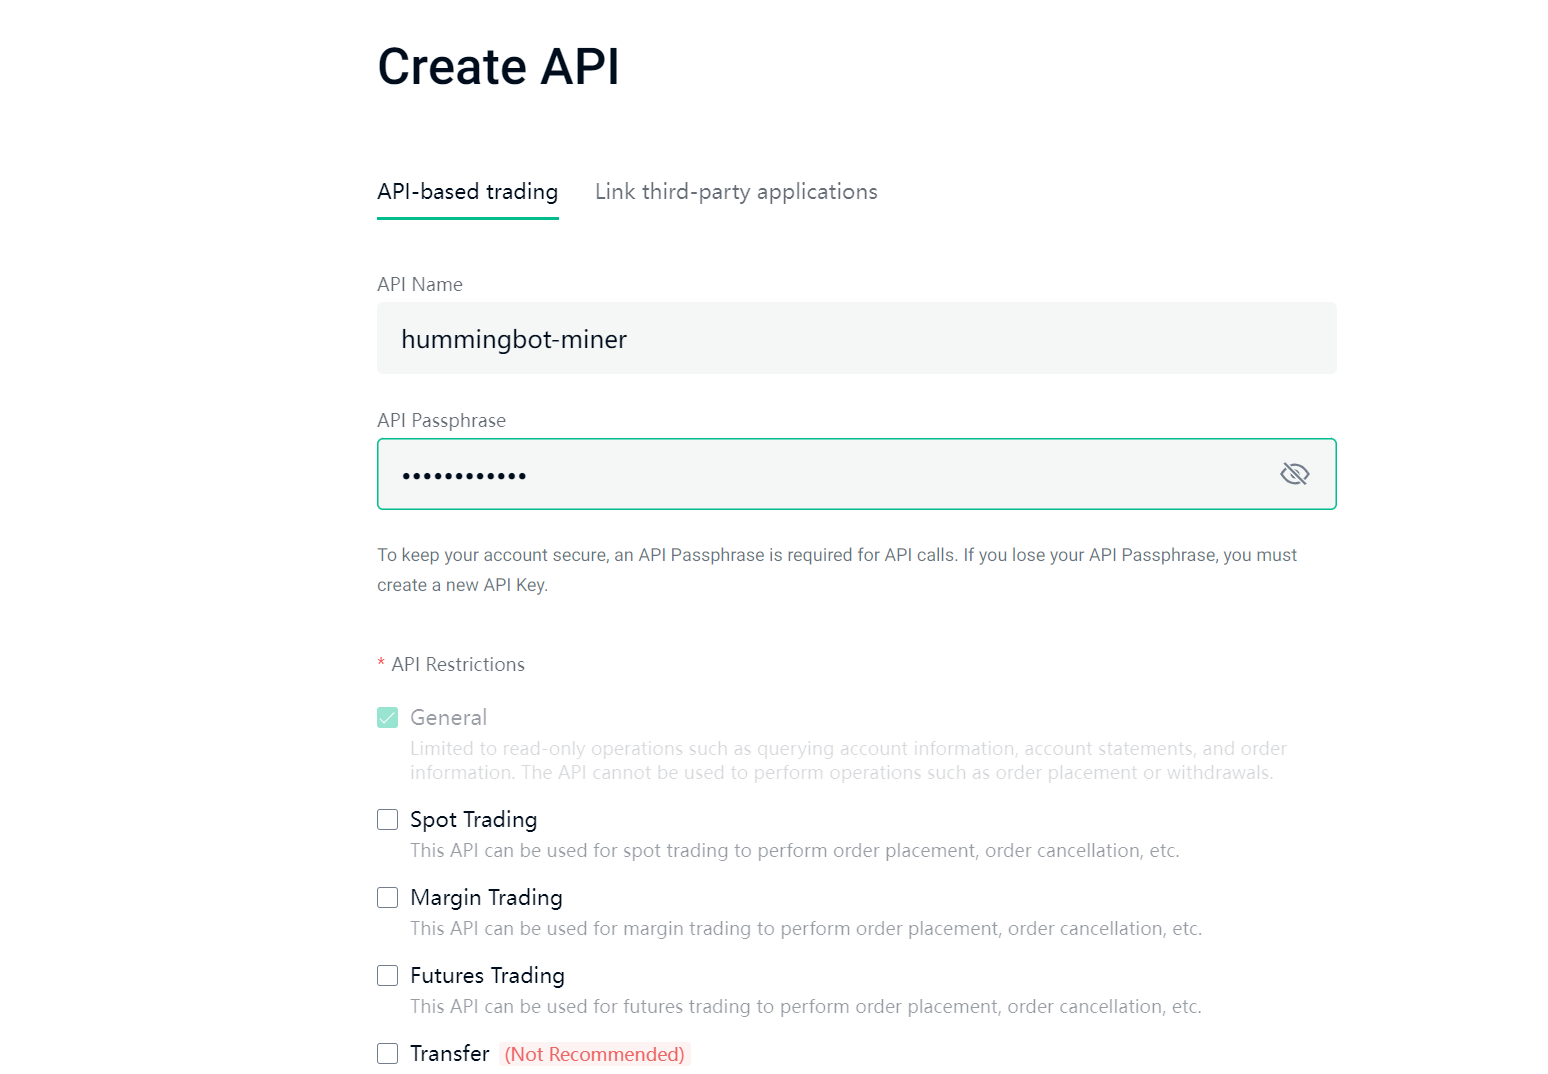 Create API
API-based trading
Link third-party applications
API Name
hummingbot-miner
API Passphrase
••••••••••••
To keep your account secure, an API Passphrase is required for API calls. If you lose your API Passphrase, you must
create a new API Key.
* API Restrictions
General
Limited to read-only operations such as querying account information, account statements, and order
information. The API cannot be used to perform operations such as order placement or withdrawals.
Spot Trading
This API can be used for spot trading to perform order placement, order cancellation, etc.
Margin Trading
This API can be used for margin trading to perform order placement, order cancellation, etc.
Futures Trading
This API can be used for futures trading to perform order placement, order cancellation, etc.
Transfer (Not Recommended)